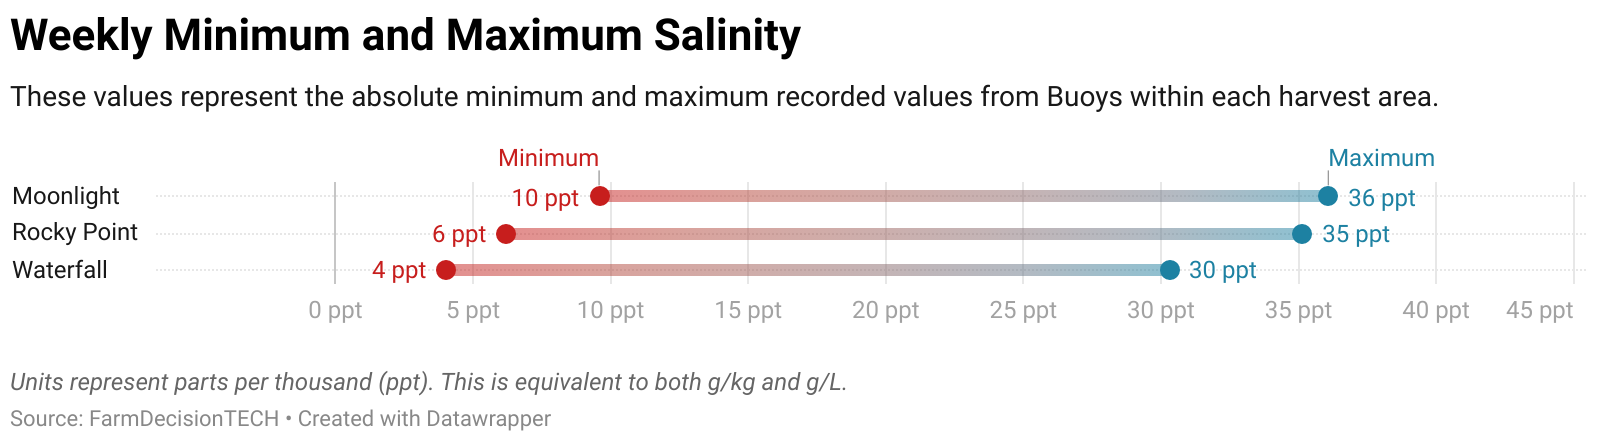 Weekly Minimum and Maximum Salinity
These values represent the absolute minimum and maximum recorded values from Buoys within each harvest area.
Minimum Maximum
Moonlight 10 ppt 36 ppt
Rocky Point 6 ppt 35 ppt
Waterfall 4 ppt 30 ppt
0 ppt 5 ppt 10 ppt 15 ppt 20 ppt 25 ppt 30 ppt 35 ppt 40 ppt 45 ppt
Units represent parts per thousand (ppt). This is equivalent to both g/kg and g/L.
Source: FarmDecisionTECH • Created with Datawrapper